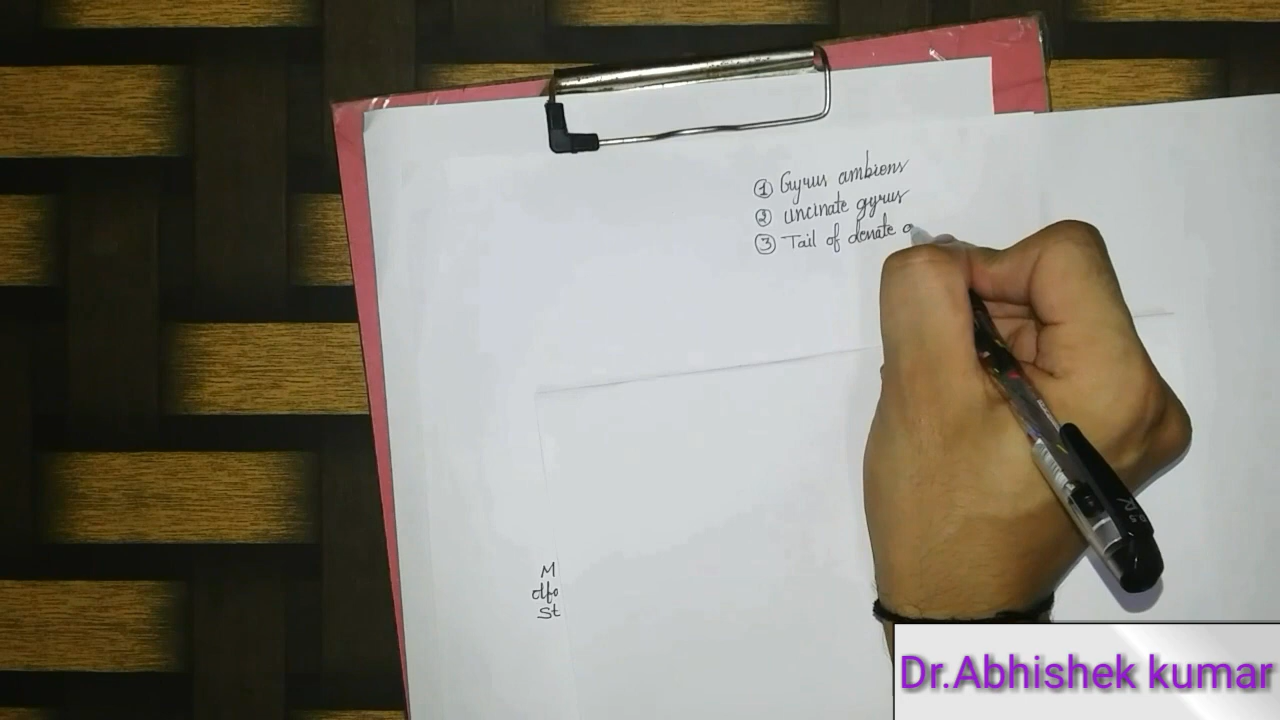 ① Gyrus ambiens
② uncinate gyrus
③ Tail of denate
M
olfo
St
Dr.Abhishek kumar